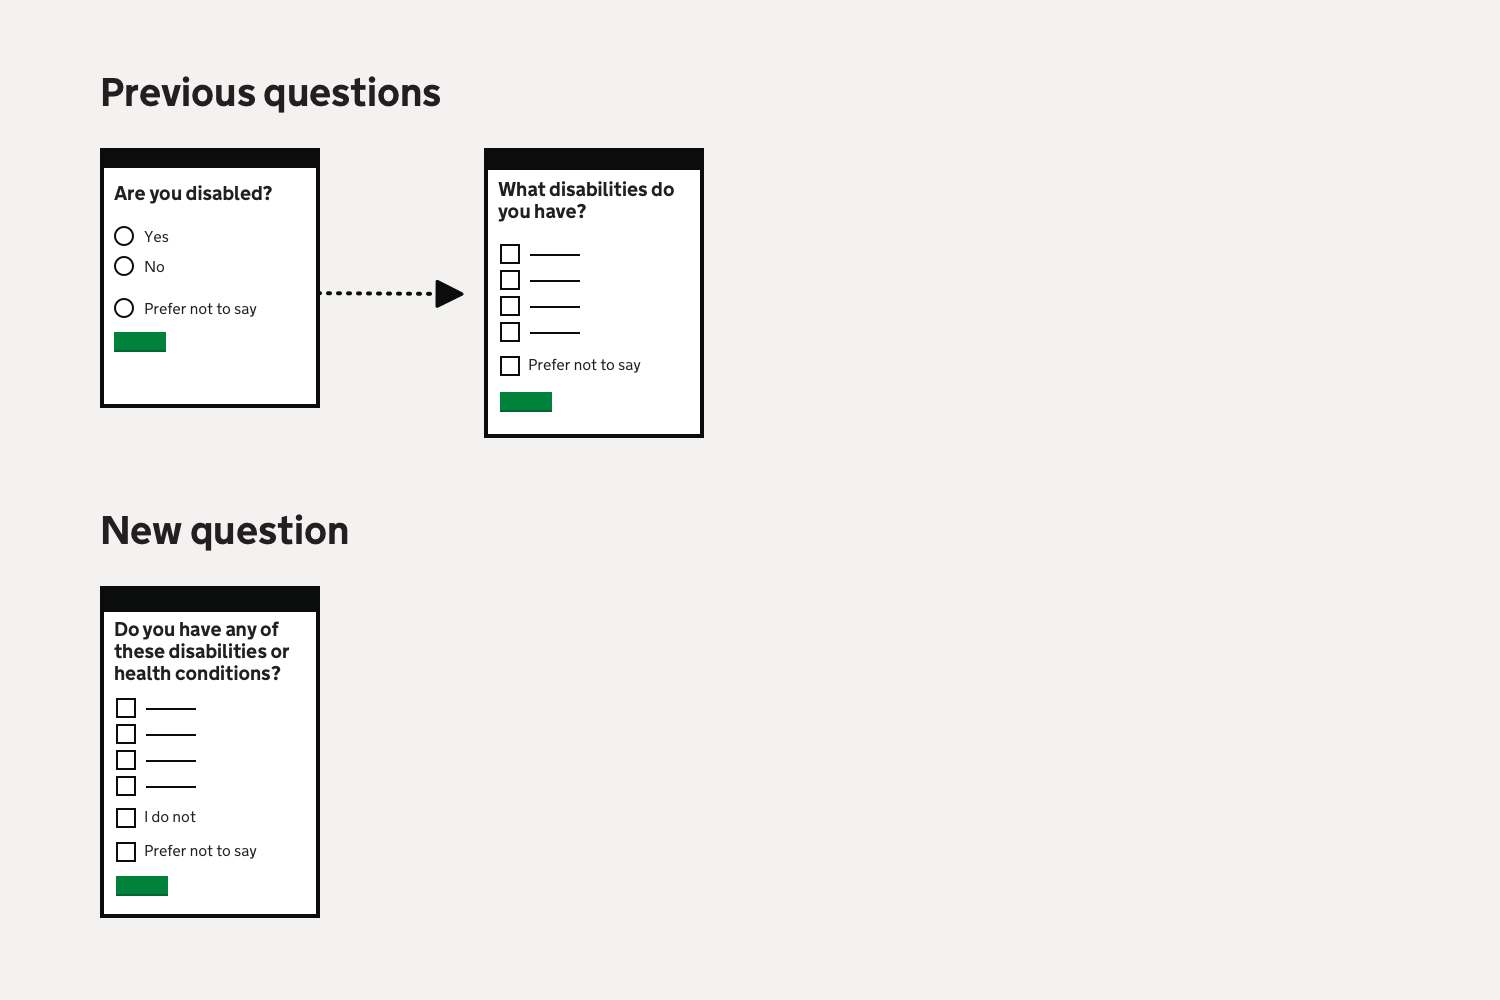 Previous questions
Are you disabled?
Yes
No
Prefer not to say
What disabilities do
you have?
Prefer not to say
New question
Do you have any of
these disabilities or
health conditions?
I do not
Prefer not to say